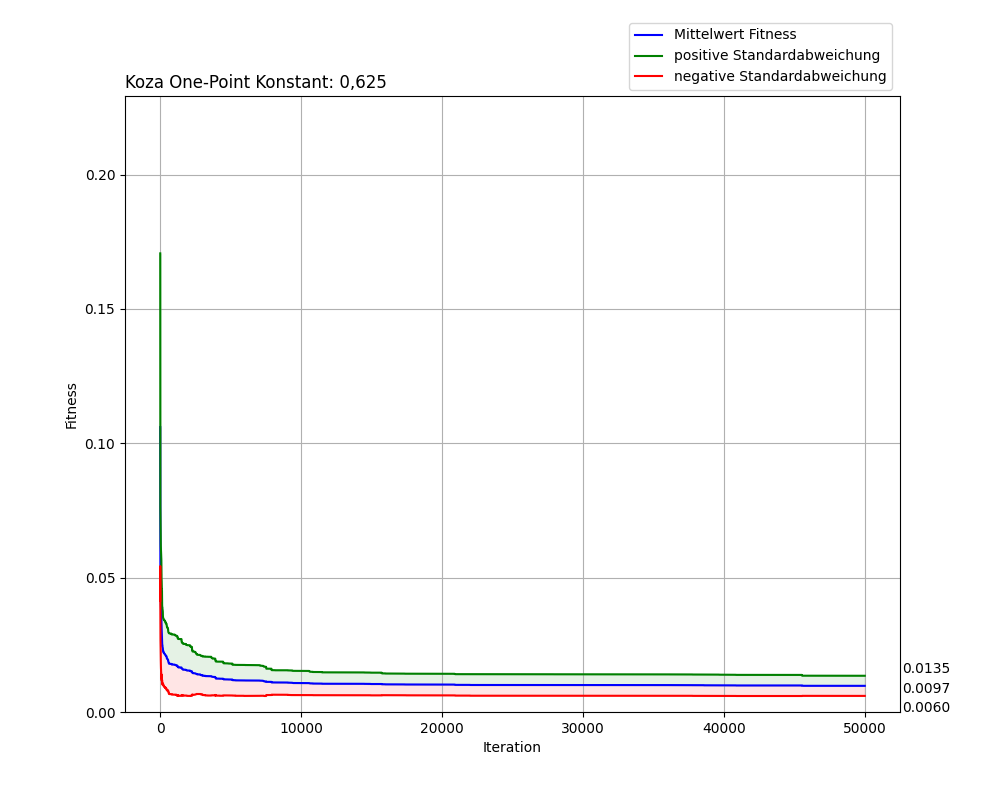 Mittelwert Fitness
positive Standardabweichung
negative Standardabweichung
Koza One-Point Konstant: 0,625
Fitness
0.20
0.15
0.10
0.05
0.00
0.0135
0.0097
0.0060
0 10000 20000 30000 40000 50000
Iteration